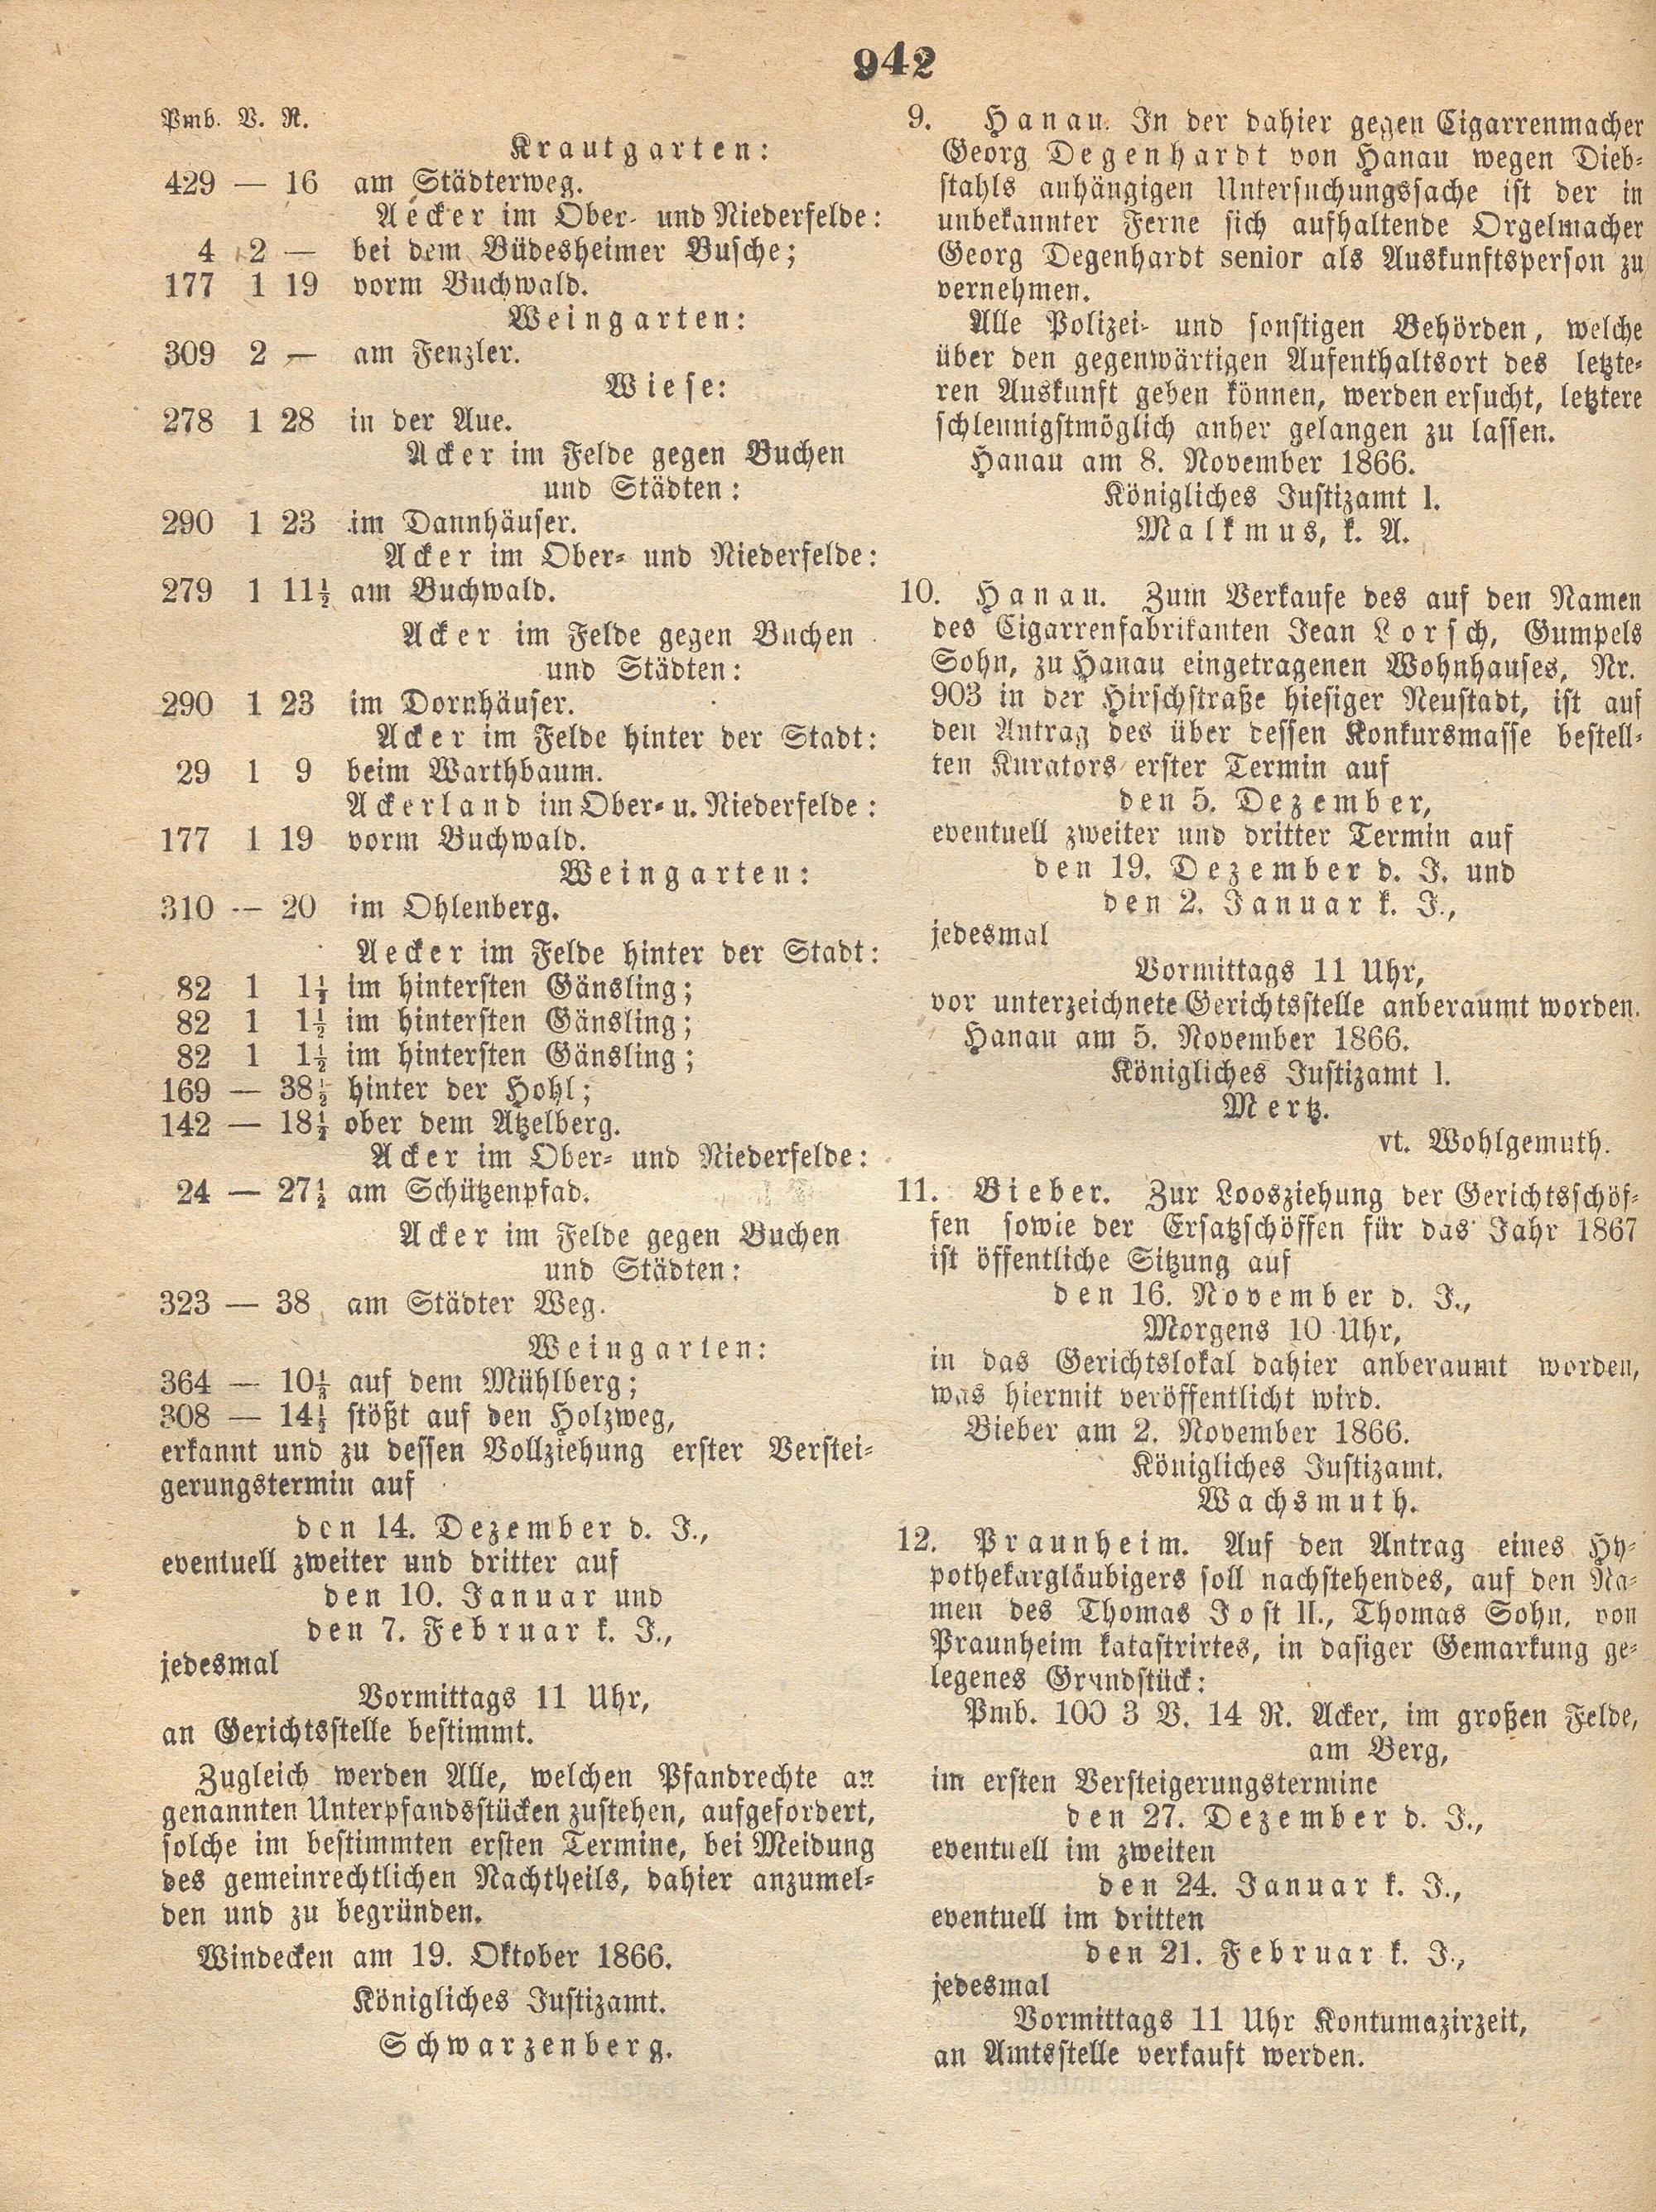 942
Pmb. V. R.
Krautgarten:
429 — 16 am Städterweg.
Aecker im Ober- und Niederfelde:
4 2 — bei dem Büdesheimer Busche;
177 1 19 vorm Buchwald.
Weingarten:
309 2 — am Fenzler.
Wiese:
278 1 28 in der Aue.
Acker im Felde gegen Buchen
und Städten:
290 1 23 im Dannhäuser.
Acker im Ober- und Niederfelde:
279 1 11½ am Buchwald.
Acker im Felde gegen Buchen
und Städten:
290 1 23 im Dornhäuser.
Acker im Felde hinter der Stadt:
29 1 9 beim Warthbaum.
Ackerland im Ober- u. Niederfelde:
177 1 19 vorm Buchwald.
Weingarten:
310 — 20 im Ohlenberg.
Aecker im Felde hinter der Stadt:
82 1 1½ im hintersten Gänsling;
82 1 1½ im hintersten Gänsling;
82 1 1½ im hintersten Gänsling;
169 — 38½ hinter der Hohl;
142 — 18½ ober dem Atzelberg.
Acker im Ober- und Niederfelde:
24 — 27½ am Schützenpfad.
Acker im Felde gegen Buchen
und Städten:
323 — 38 am Städter Weg.
Weingarten:
364 — 10½ auf dem Mühlberg;
308 — 14½ stößt auf den Holzweg,
erkannt und zu dessen Vollziehung erster Verstei-
gerungstermin auf
den 14. Dezember d. J.,
eventuell zweiter und dritter auf
den 10. Januar und
den 7. Februar k. J.,
jedesmal
Vormittags 11 Uhr,
an Gerichtsstelle bestimmt.
Zugleich werden Alle, welchen Pfandrechte an
genannten Unterpfandsstücken zustehen, aufgefordert,
solche im bestimmten ersten Termine, bei Meidung
des gemeinrechtlichen Nachtheils, dahier anzumel-
den und zu begründen.
Windecken am 19. Oktober 1866.
Königliches Justizamt.
Schwarzenberg.
9. Hanau. In der dahier gegen Cigarrenmacher
Georg Degenhardt von Hanau wegen Dieb-
stahls anhängigen Untersuchungssache ist der in
unbekannter Ferne sich aufhaltende Orgelmacher
Georg Degenhardt senior als Auskunftsperson zu
vernehmen.
Alle Polizei- und sonstigen Behörden, welche
über den gegenwärtigen Aufenthaltsort des letzte-
ren Auskunft geben können, werden ersucht, letztere
schleunigstmöglich anher gelangen zu lassen.
Hanau am 8. November 1866.
Königliches Justizamt I.
Malkmus, k. A.
10. Hanau. Zum Verkaufe des auf den Namen
des Cigarrenfabrikanten Jean Lorsch, Gumpels
Sohn, zu Hanau eingetragenen Wohnhauses, Nr.
903 in der Hirschstraße hiesiger Neustadt, ist auf
den Antrag des über dessen Konkursmasse bestell-
ten Kurators erster Termin auf
den 5. Dezember,
eventuell zweiter und dritter Termin auf
den 19. Dezember d. J. und
den 2. Januar k. J.,
jedesmal
Vormittags 11 Uhr,
vor unterzeichnete Gerichtsstelle anberaumt worden.
Hanau am 5. November 1866.
Königliches Justizamt I.
Mertz.
vt. Wohlgemuth.
11. Bieber. Zur Loosziehung der Gerichtsschöf-
fen sowie der Ersatzschöffen für das Jahr 1867
ist öffentliche Sitzung auf
den 16. November d. J.,
Morgens 10 Uhr,
in das Gerichtslokal dahier anberaumt worden,
was hiermit veröffentlicht wird.
Bieber am 2. November 1866.
Königliches Justizamt.
Wachsmuth.
12. Praunheim. Auf den Antrag eines Hy-
pothekargläubigers soll nachstehendes, auf den Na-
men des Thomas Jost II., Thomas Sohn, von
Praunheim katastrirtes, in dasiger Gemarkung ge-
legenes Grundstück:
Pmb. 100 3 V. 14 R. Acker, im großen Felde,
am Berg,
im ersten Versteigerungstermine
den 27. Dezember d. J.,
eventuell im zweiten
den 24. Januar k. J.,
eventuell im dritten
den 21. Februar k. J.,
jedesmal
Vormittags 11 Uhr Kontumazirzeit,
an Amtsstelle verkauft werden.